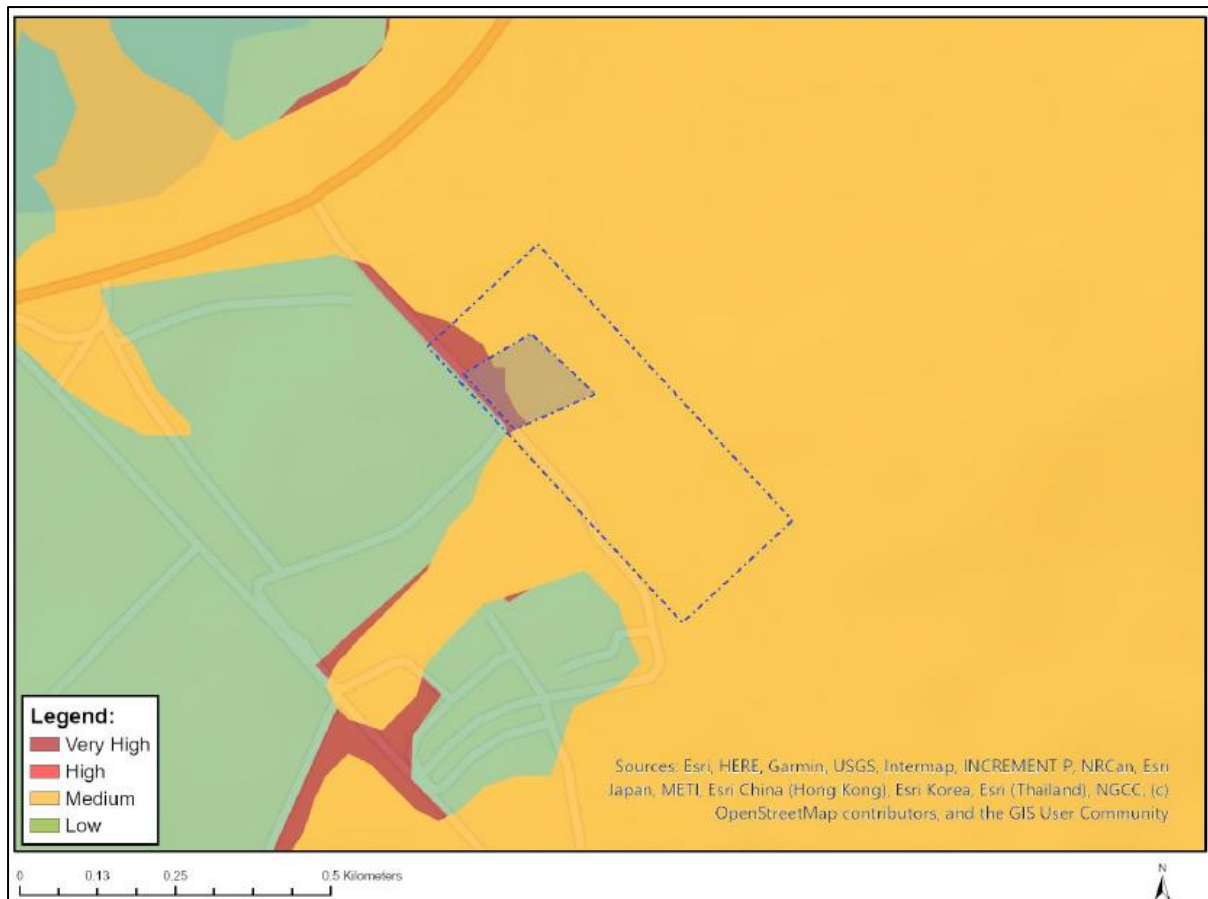 Legend:
Very High
High
Medium
Low
Sources: Esri, HERE, Garmin, USGS, Intermap, INCREMENT P, NRCan, Esri
Japan, METI, Esri China (Hong Kong), Esri Korea, Esri (Thailand), NGCC, (c)
OpenStreetMap contributors, and the GIS User Community
0 0.13 0.25 0.5 Kilometers
N